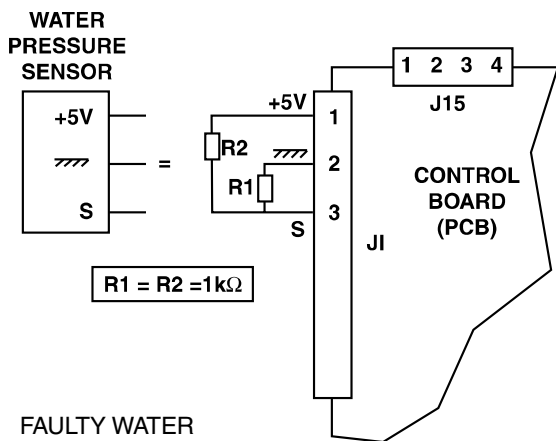 WATER
PRESSURE
SENSOR
+5V
S
=
+5V
R2
R1
S
1
2
3
JI
1 2 3 4
J15
CONTROL
BOARD
(PCB)
R1 = R2 =1kΩ
FAULTY WATER